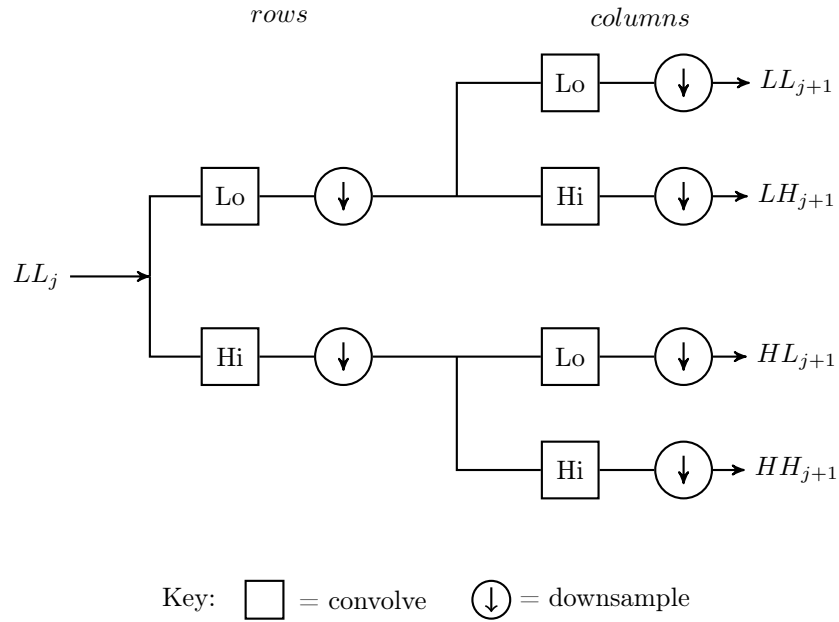 rows columns
Lo LL_{j+1}
Lo Hi LH_{j+1}
LL_j
Hi Lo HL_{j+1}
Hi HH_{j+1}
Key: = convolve = downsample